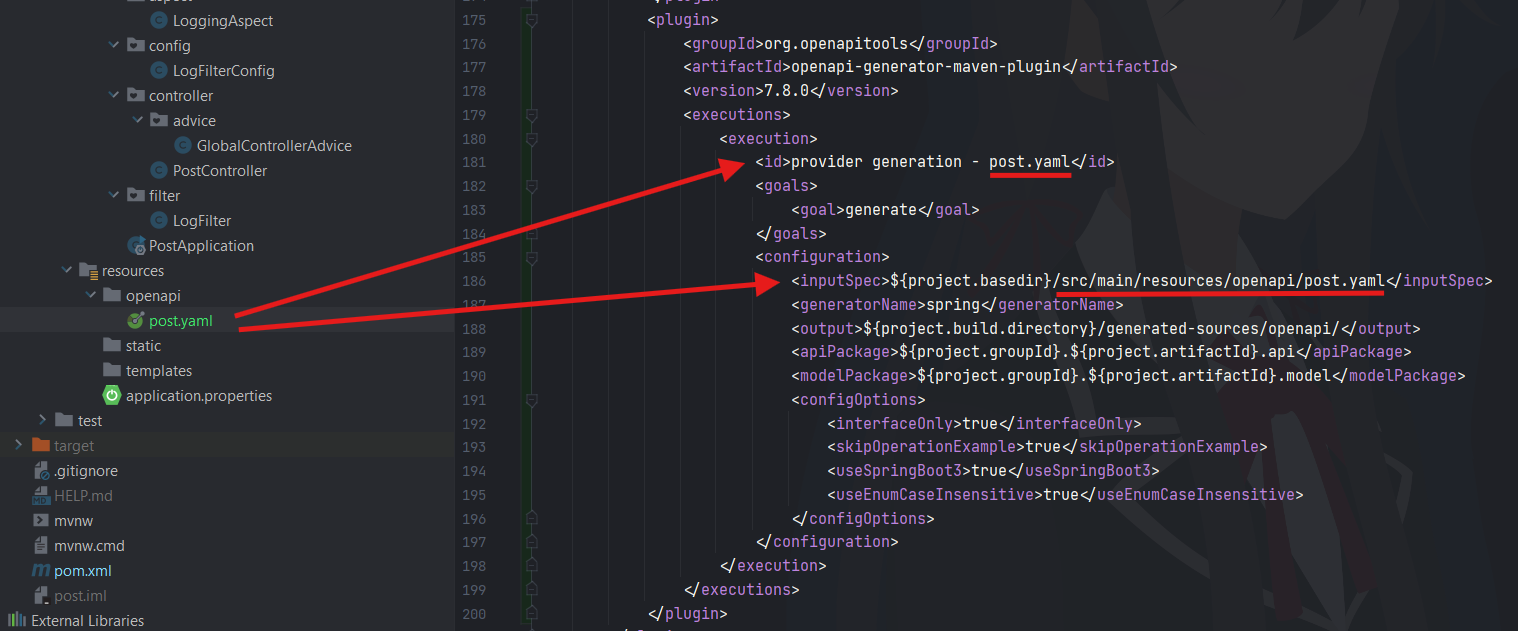 aspect
LoggingAspect
config
LogFilterConfig
controller
advice
GlobalControllerAdvice
PostController
filter
LogFilter
PostApplication
resources
openapi
post.yaml
static
templates
application.properties
test
target
.gitignore
HELP.md
mvnw
mvnw.cmd
pom.xml
post.iml
External Libraries
175 <plugin>
176 <groupId>org.openapitools</groupId>
177 <artifactId>openapi-generator-maven-plugin</artifactId>
178 <version>7.8.0</version>
179 <executions>
180 <execution>
181 <id>provider generation - post.yaml</id>
182 <goals>
183 <goal>generate</goal>
184 </goals>
185 <configuration>
186 <inputSpec>${project.basedir}/src/main/resources/openapi/post.yaml</inputSpec>
187 <generatorName>spring</generatorName>
188 <output>${project.build.directory}/generated-sources/openapi/</output>
189 <apiPackage>${project.groupId}.${project.artifactId}.api</apiPackage>
190 <modelPackage>${project.groupId}.${project.artifactId}.model</modelPackage>
191 <configOptions>
192 <interfaceOnly>true</interfaceOnly>
193 <skipOperationExample>true</skipOperationExample>
194 <useSpringBoot3>true</useSpringBoot3>
195 <useEnumCaseInsensitive>true</useEnumCaseInsensitive>
196 </configOptions>
197 </configuration>
198 </execution>
199 </executions>
200 </plugin>